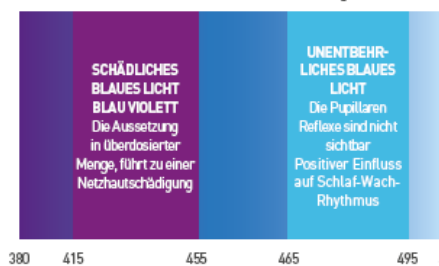 SCHÄDLICHES
BLAUES LICHT
BLAU VIOLETT
Die Aussetzung
in überdosierter
Menge, führt zu einer
Netzhautschädigung
UNENTBEHR-
LICHES BLAUES
LICHT
Die Pupillaren
Reflexe sind nicht
sichtbar
Positiver Einfluss
auf Schlaf-Wach-
Rhythmus
380 415 455 465 495